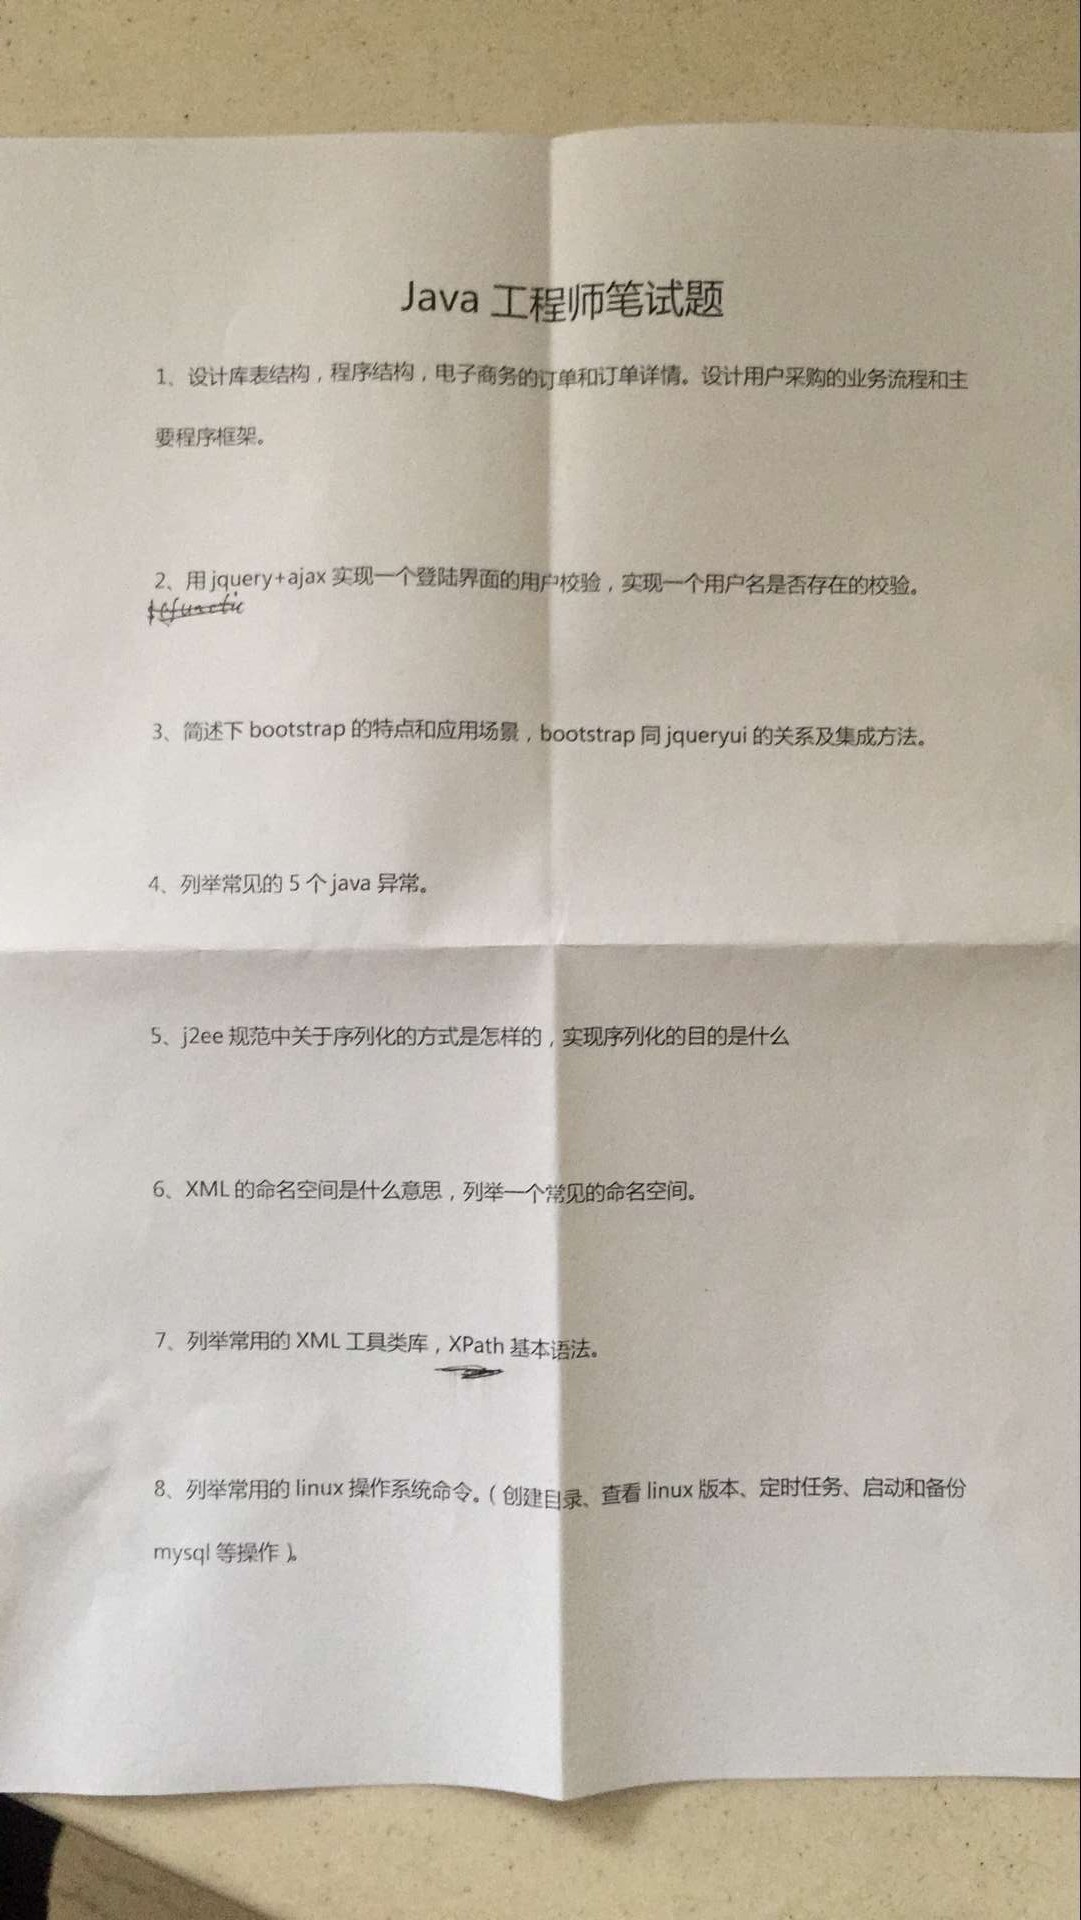 Java 工程师笔试题
1、设计库表结构，程序结构，电子商务的订单和订单详情。设计用户采购的业务流程和主
要程序框架。
2、用 jquery+ajax 实现一个登陆界面的用户校验，实现一个用户名是否存在的校验。
3、简述下 bootstrap 的特点和应用场景，bootstrap 同 jqueryui 的关系及集成方法。
4、列举常见的 5 个 java 异常。
5、j2ee 规范中关于序列化的方式是怎样的，实现序列化的目的是什么
6、XML 的命名空间是什么意思，列举一个常见的命名空间。
7、列举常用的 XML 工具类库，XPath 基本语法。
8、列举常用的 linux 操作系统命令。（创建目录、查看 linux 版本、定时任务、启动和备份
mysql 等操作）。